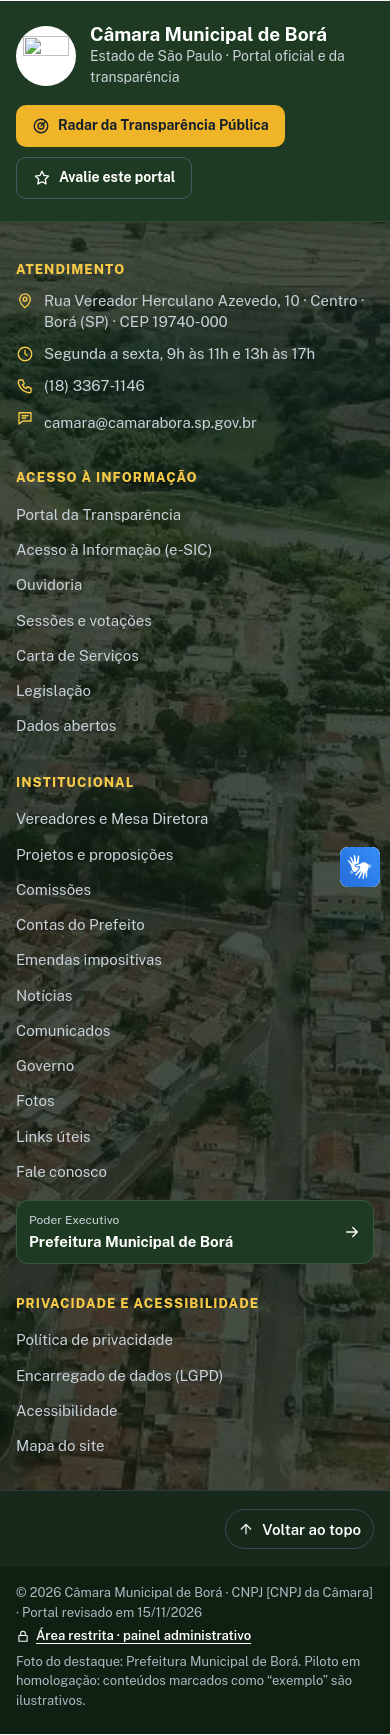 Câmara Municipal de Borá
Estado de São Paulo · Portal oficial e da
transparência
Radar da Transparência Pública
Avalie este portal
ATENDIMENTO
Rua Vereador Herculano Azevedo, 10 · Centro ·
Borá (SP) · CEP 19740-000
Segunda a sexta, 9h às 11h e 13h às 17h
(18) 3367-1146
camara@camarabora.sp.gov.br
ACESSO À INFORMAÇÃO
Portal da Transparência
Acesso à Informação (e-SIC)
Ouvidoria
Sessões e votações
Carta de Serviços
Legislação
Dados abertos
INSTITUCIONAL
Vereadores e Mesa Diretora
Projetos e proposições
Comissões
Contas do Prefeito
Emendas impositivas
Notícias
Comunicados
Governo
Fotos
Links úteis
Fale conosco
Poder Executivo
Prefeitura Municipal de Borá
PRIVACIDADE E ACESSIBILIDADE
Política de privacidade
Encarregado de dados (LGPD)
Acessibilidade
Mapa do site
Voltar ao topo
© 2026 Câmara Municipal de Borá · CNPJ [CNPJ da Câmara]
· Portal revisado em 15/11/2026
Área restrita · painel administrativo
Foto do destaque: Prefeitura Municipal de Borá. Piloto em
homologação: conteúdos marcados como “exemplo” são
ilustrativos.